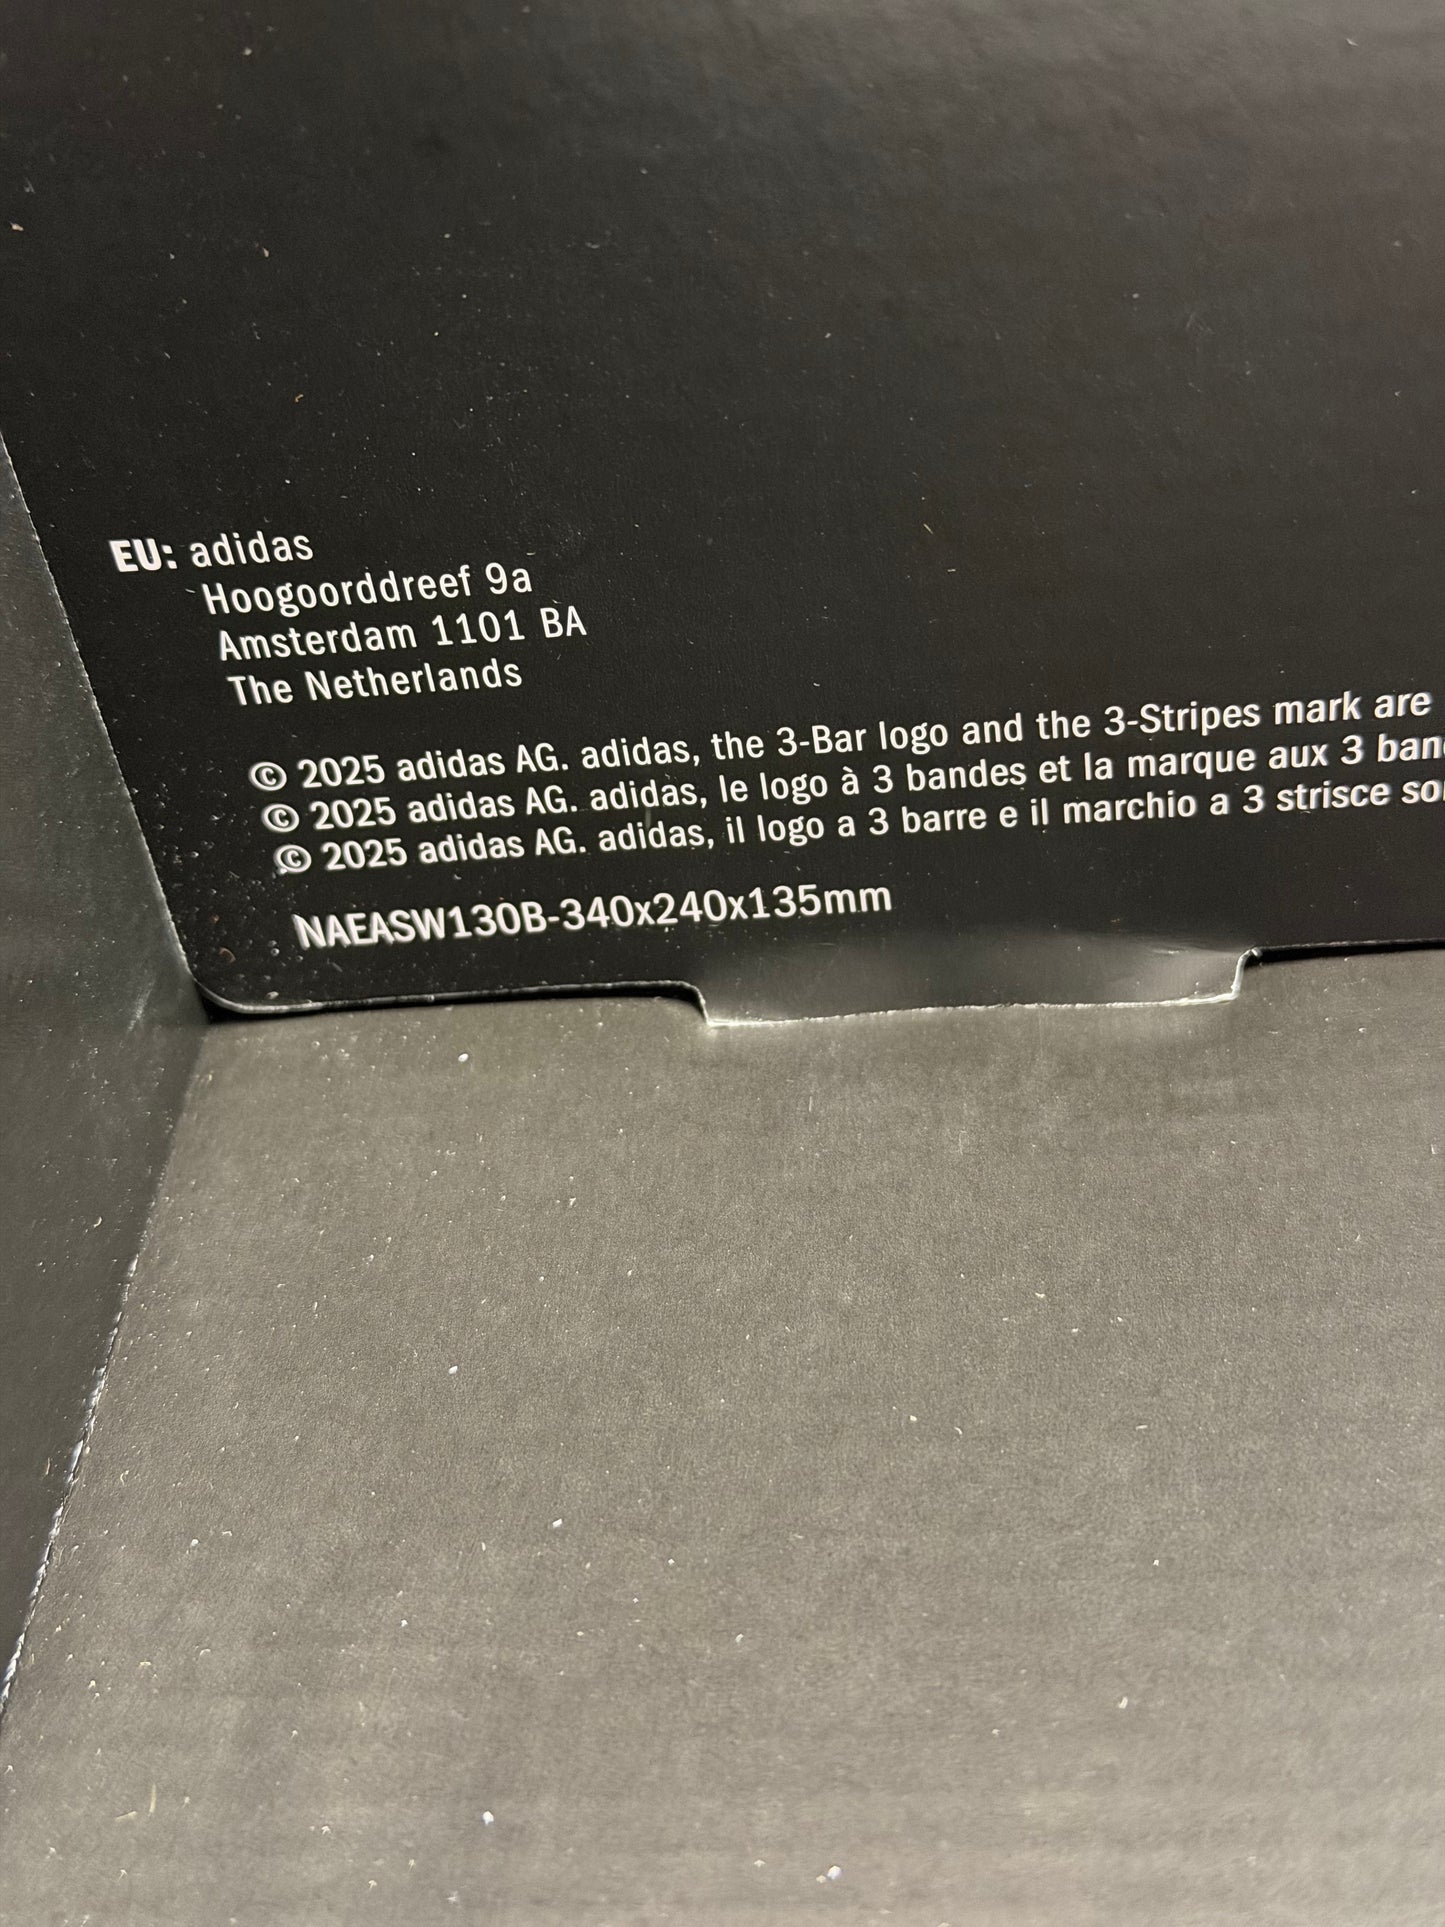 EU: adidas
Hoogoorddreef 9a
Amsterdam 1101 BA
The Netherlands
© 2025 adidas AG. adidas, the 3-Bar logo and the 3-Stripes mark are
© 2025 adidas AG. adidas, le logo à 3 bandes et la marque aux 3
© 2025 adidas AG. adidas, il logo a 3 barre e il marchio a 3 strisce
NAEASW130B-340x240x135mm